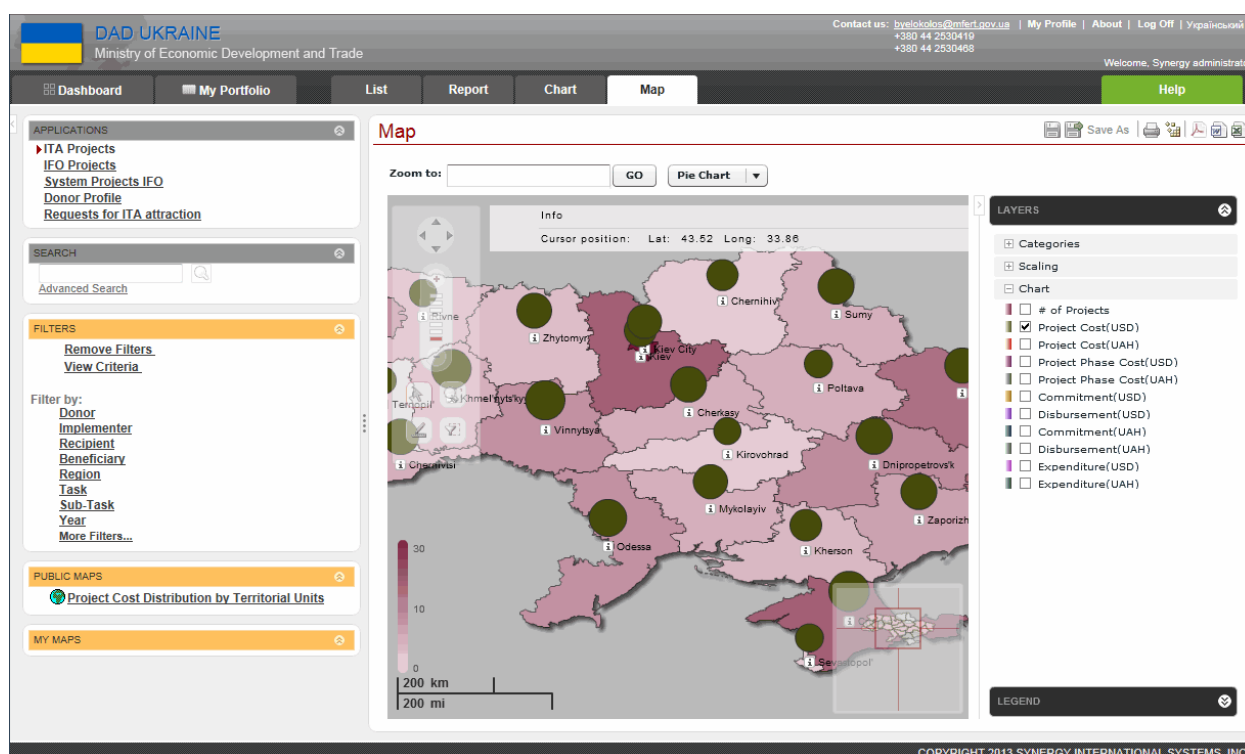 DAD UKRAINE
Ministry of Economic Development and Trade
Contact us: byelokolos@mfert.gov.ua | My Profile | About | Log Off | Український
+380 44 2530419
+380 44 2530468
Welcome, Synergy administrat
Dashboard My Portfolio List Report Chart Map Help
APPLICATIONS
ITA Projects
IFO Projects
System Projects IFO
Donor Profile
Requests for ITA attraction
SEARCH
Advanced Search
FILTERS
Remove Filters
View Criteria
Filter by:
Donor
Implementer
Recipient
Beneficiary
Region
Task
Sub-Task
Year
More Filters...
PUBLIC MAPS
Project Cost Distribution by Territorial Units
MY MAPS
Map
Save As
Zoom to: GO Pie Chart
Info
Cursor position: Lat: 43.52 Long: 33.86
Chernihiv
Rivne
Sumy
Zhytomyr
Kiev City
Kiev
Poltava
Ternopil'
Khmel'nyts'kyy
Cherkasy
Vinnytsya
Kirovohrad
Chernivtsi
Dnipropetrovs'k
Mykolayiv
Zaporizh
Odessa
Kherson
Sevastopol'
30
10
0
200 km
200 mi
LAYERS
Categories
Scaling
Chart
# of Projects
Project Cost(USD)
Project Cost(UAH)
Project Phase Cost(USD)
Project Phase Cost(UAH)
Commitment(USD)
Disbursement(USD)
Commitment(UAH)
Disbursement(UAH)
Expenditure(USD)
Expenditure(UAH)
LEGEND
COPYRIGHT 2013 SYNERGY INTERNATIONAL SYSTEMS, INC